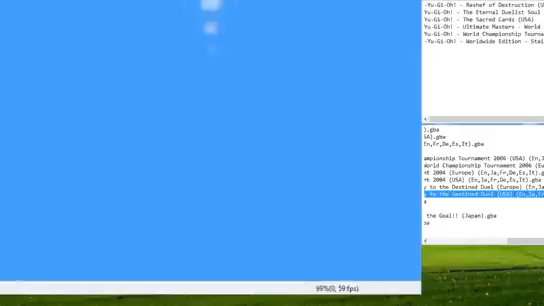 -Yu-Gi-Oh! - Reshef of Destruction (U
-Yu-Gi-Oh! - The Eternal Duelist Soul
-Yu-Gi-Oh! - The Sacred Cards (USA)
-Yu-Gi-Oh! - Ultimate Masters - World
-Yu-Gi-Oh! - World Championship Tourna
-Yu-Gi-Oh! - Worldwide Edition - Stai
).gba
SA).gba
En,Fr,De,Es,It).gba
ampionship Tournament 2006 (USA) (En,J
World Championship Tournament 2006 (Eu
nt 2004 (Europe) (En,Ja,Fr,De,Es,It).g
nt 2004 (USA) (En,Ja,Fr,De,Es,It).gba
y to the Destined Duel (Europe) (En,Ja
y to the Destined Duel (USA) (En,Ja,Fr
a
the Goal!! (Japan).gba
99%(0, 59 fps)